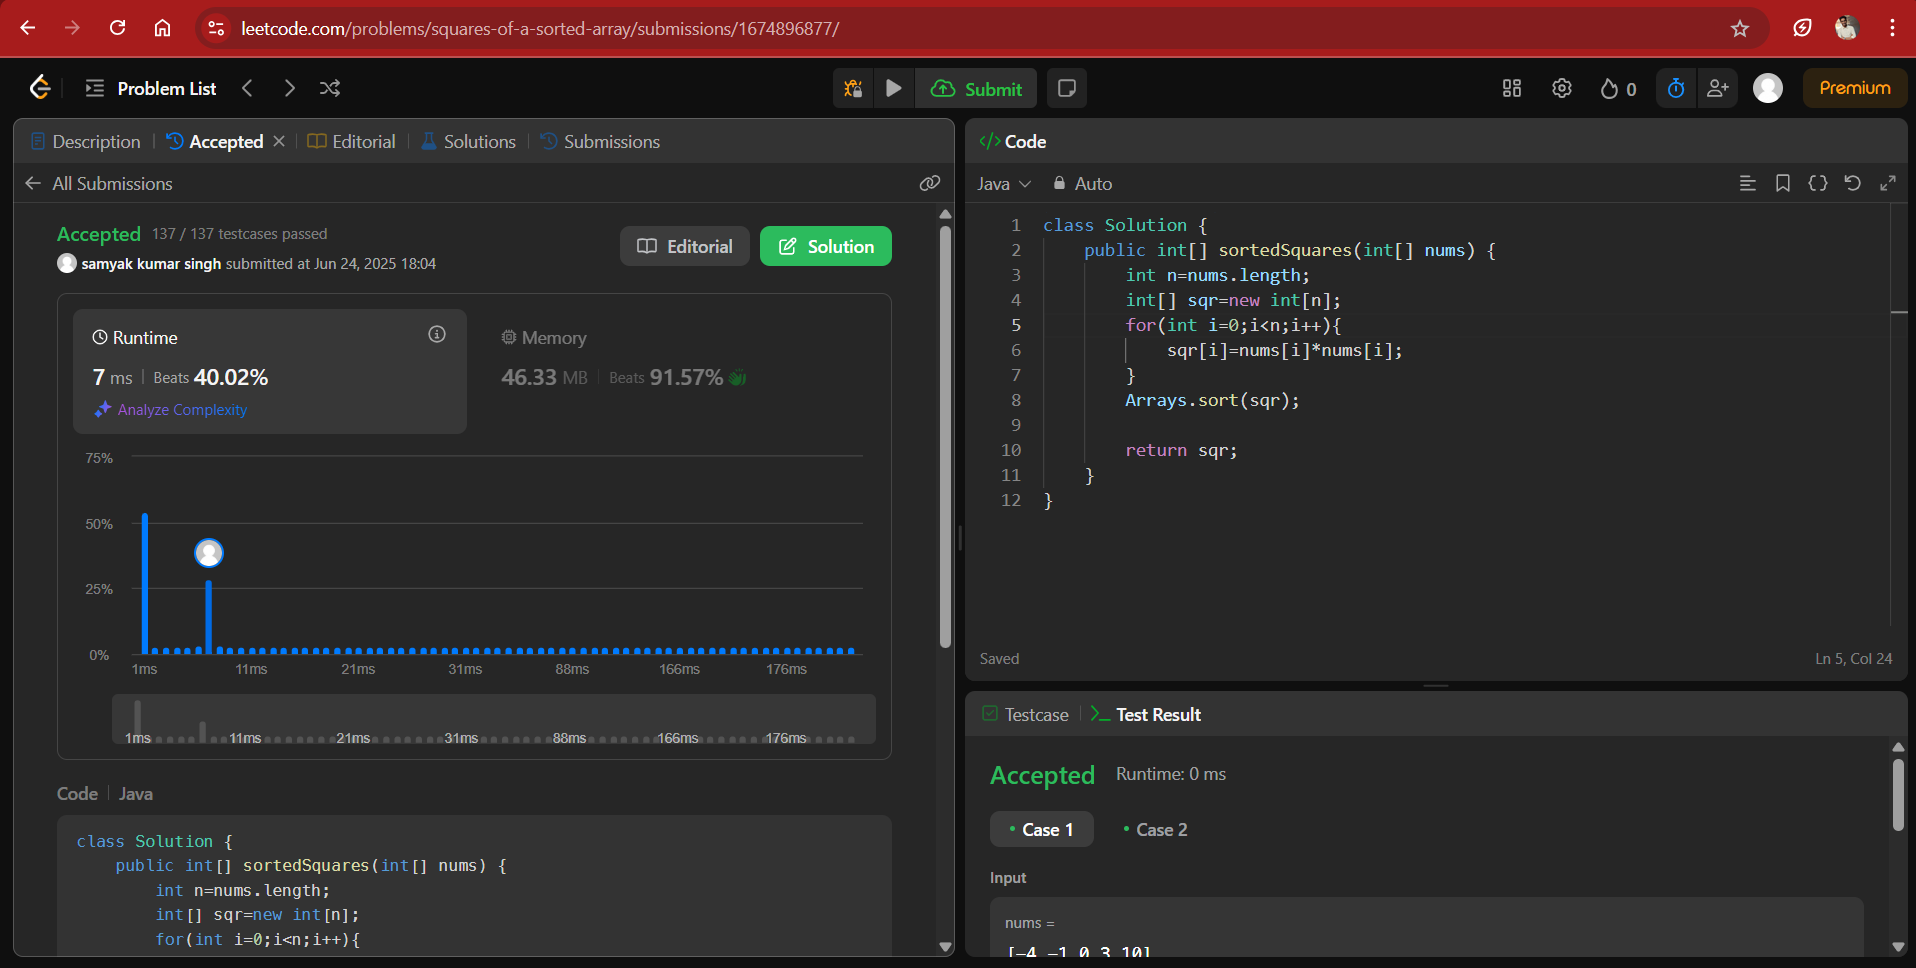 leetcode.com/problems/squares-of-a-sorted-array/submissions/1674896877/
Problem List
Submit
0
Premium
Description
Accepted
Editorial
Solutions
Submissions
All Submissions
Accepted 137 / 137 testcases passed
samyak kumar singh submitted at Jun 24, 2025 18:04
Editorial
Solution
Runtime
7 ms Beats 40.02%
Analyze Complexity
Memory
46.33 MB Beats 91.57%
75%
50%
25%
0%
1ms 11ms 21ms 31ms 88ms 166ms 176ms
1ms 11ms 21ms 31ms 88ms 166ms 176ms
Code Java
class Solution {
public int[] sortedSquares(int[] nums) {
int n=nums.length;
int[] sqr=new int[n];
for(int i=0;i<n;i++){
</> Code
Java Auto
1 class Solution {
2 public int[] sortedSquares(int[] nums) {
3 int n=nums.length;
4 int[] sqr=new int[n];
5 for(int i=0;i<n;i++){
6 sqr[i]=nums[i]*nums[i];
7 }
8 Arrays.sort(sqr);
9
10 return sqr;
11 }
12 }
Saved
Ln 5, Col 24
Testcase
Test Result
Accepted Runtime: 0 ms
Case 1 Case 2
Input
nums =
[-4,-1,0,3,10]